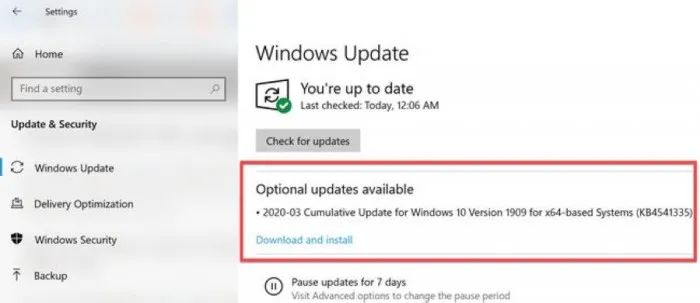 Settings
Home
Find a setting
Update & Security
Windows Update
Delivery Optimization
Windows Security
Backup
Windows Update
You're up to date
Last checked: Today, 12:06 AM
Check for updates
Optional updates available
• 2020-03 Cumulative Update for Windows 10 Version 1909 for x64-based Systems (KB4541335)
Download and install
Pause updates for 7 days
Visit Advanced options to change the pause period